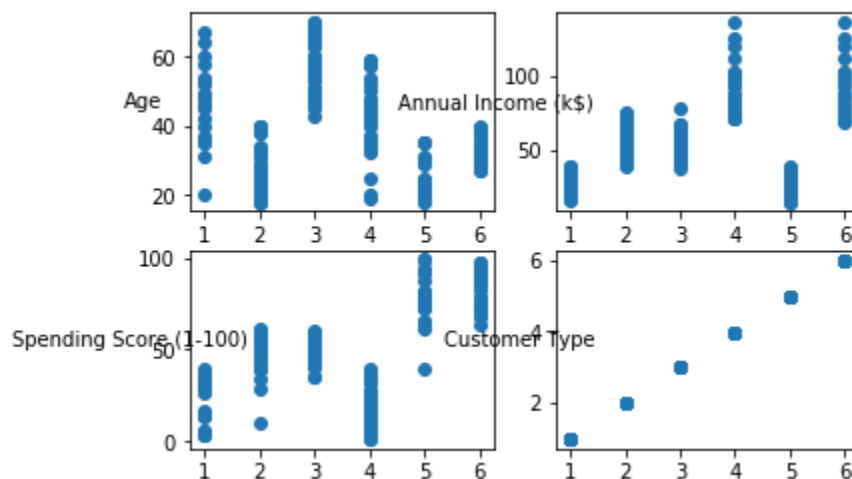 60
40
20
Age
1 2 3 4 5 6
100
50
Annual Income (k$)
1 2 3 4 5 6
100
50
0
Spending Score (1-100)
1 2 3 4 5 6
6
4
2
Customer Type
1 2 3 4 5 6